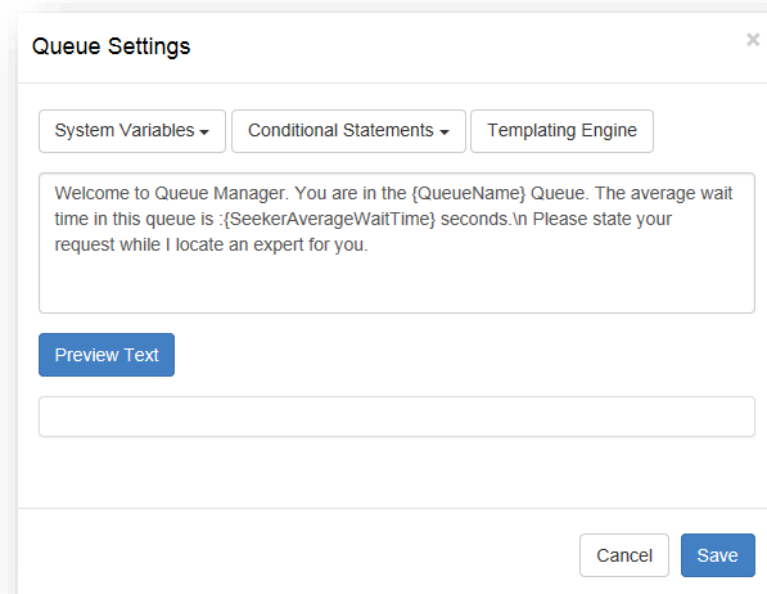 Queue Settings ×
System Variables Conditional Statements Templating Engine
Welcome to Queue Manager. You are in the {QueueName} Queue. The average wait
time in this queue is :{SeekerAverageWaitTime} seconds.\n Please state your
request while I locate an expert for you.
Preview Text
Cancel Save